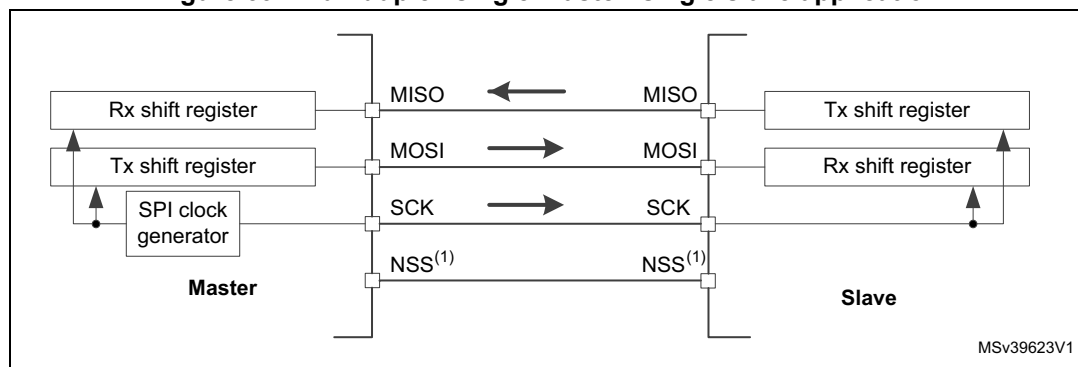 MISO MISO
Rx shift register Tx shift register
MOSI MOSI
Tx shift register Rx shift register
SPI clock
generator
SCK SCK
NSS(1) NSS(1)
Master Slave
MSv39623V1